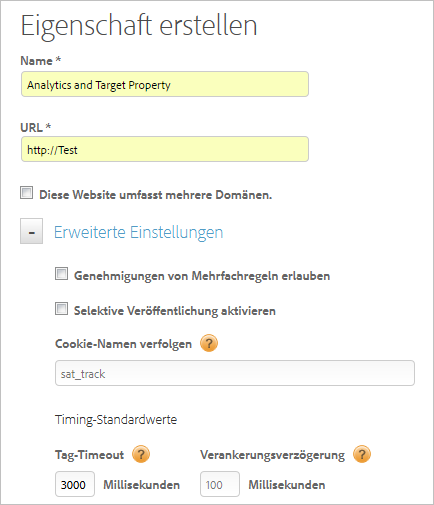 Eigenschaft erstellen
Name *
Analytics and Target Property
URL *
http://Test
Diese Website umfasst mehrere Domänen.
- Erweiterte Einstellungen
Genehmigungen von Mehrfachregeln erlauben
Selektive Veröffentlichung aktivieren
Cookie-Namen verfolgen ?
sat_track
Timing-Standardwerte
Tag-Timeout ? Verankerungsverzögerung ?
3000 Millisekunden 100 Millisekunden